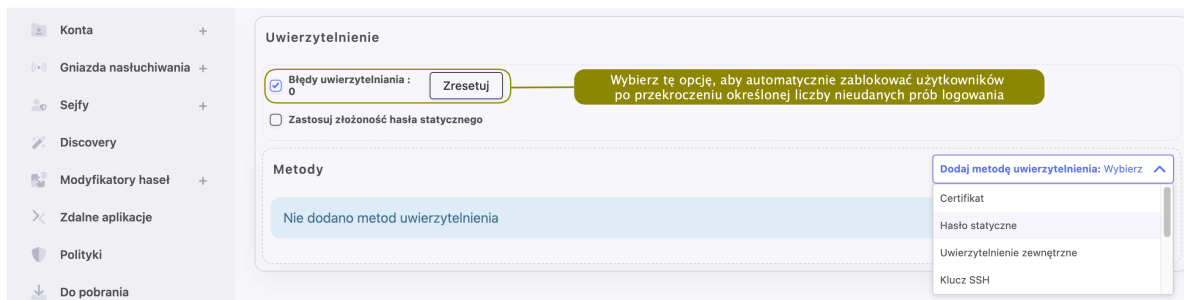 Konta
Gniazda nasłuchiwania
Sejfy
Discovery
Modyfikatory haseł
Zdalne aplikacje
Polityki
Do pobrania
Uwierzytelnienie
Błędy uwierzytelniania :
0
Zresetuj
Wybierz tę opcję, aby automatycznie zablokować użytkowników
po przekroczeniu określonej liczby nieudanych prób logowania
Zastosuj złożoność hasła statycznego
Metody
Dodaj metodę uwierzytelnienia: Wybierz
Nie dodano metod uwierzytelnienia
Certifikat
Hasło statyczne
Uwierzytelnienie zewnętrzne
Klucz SSH